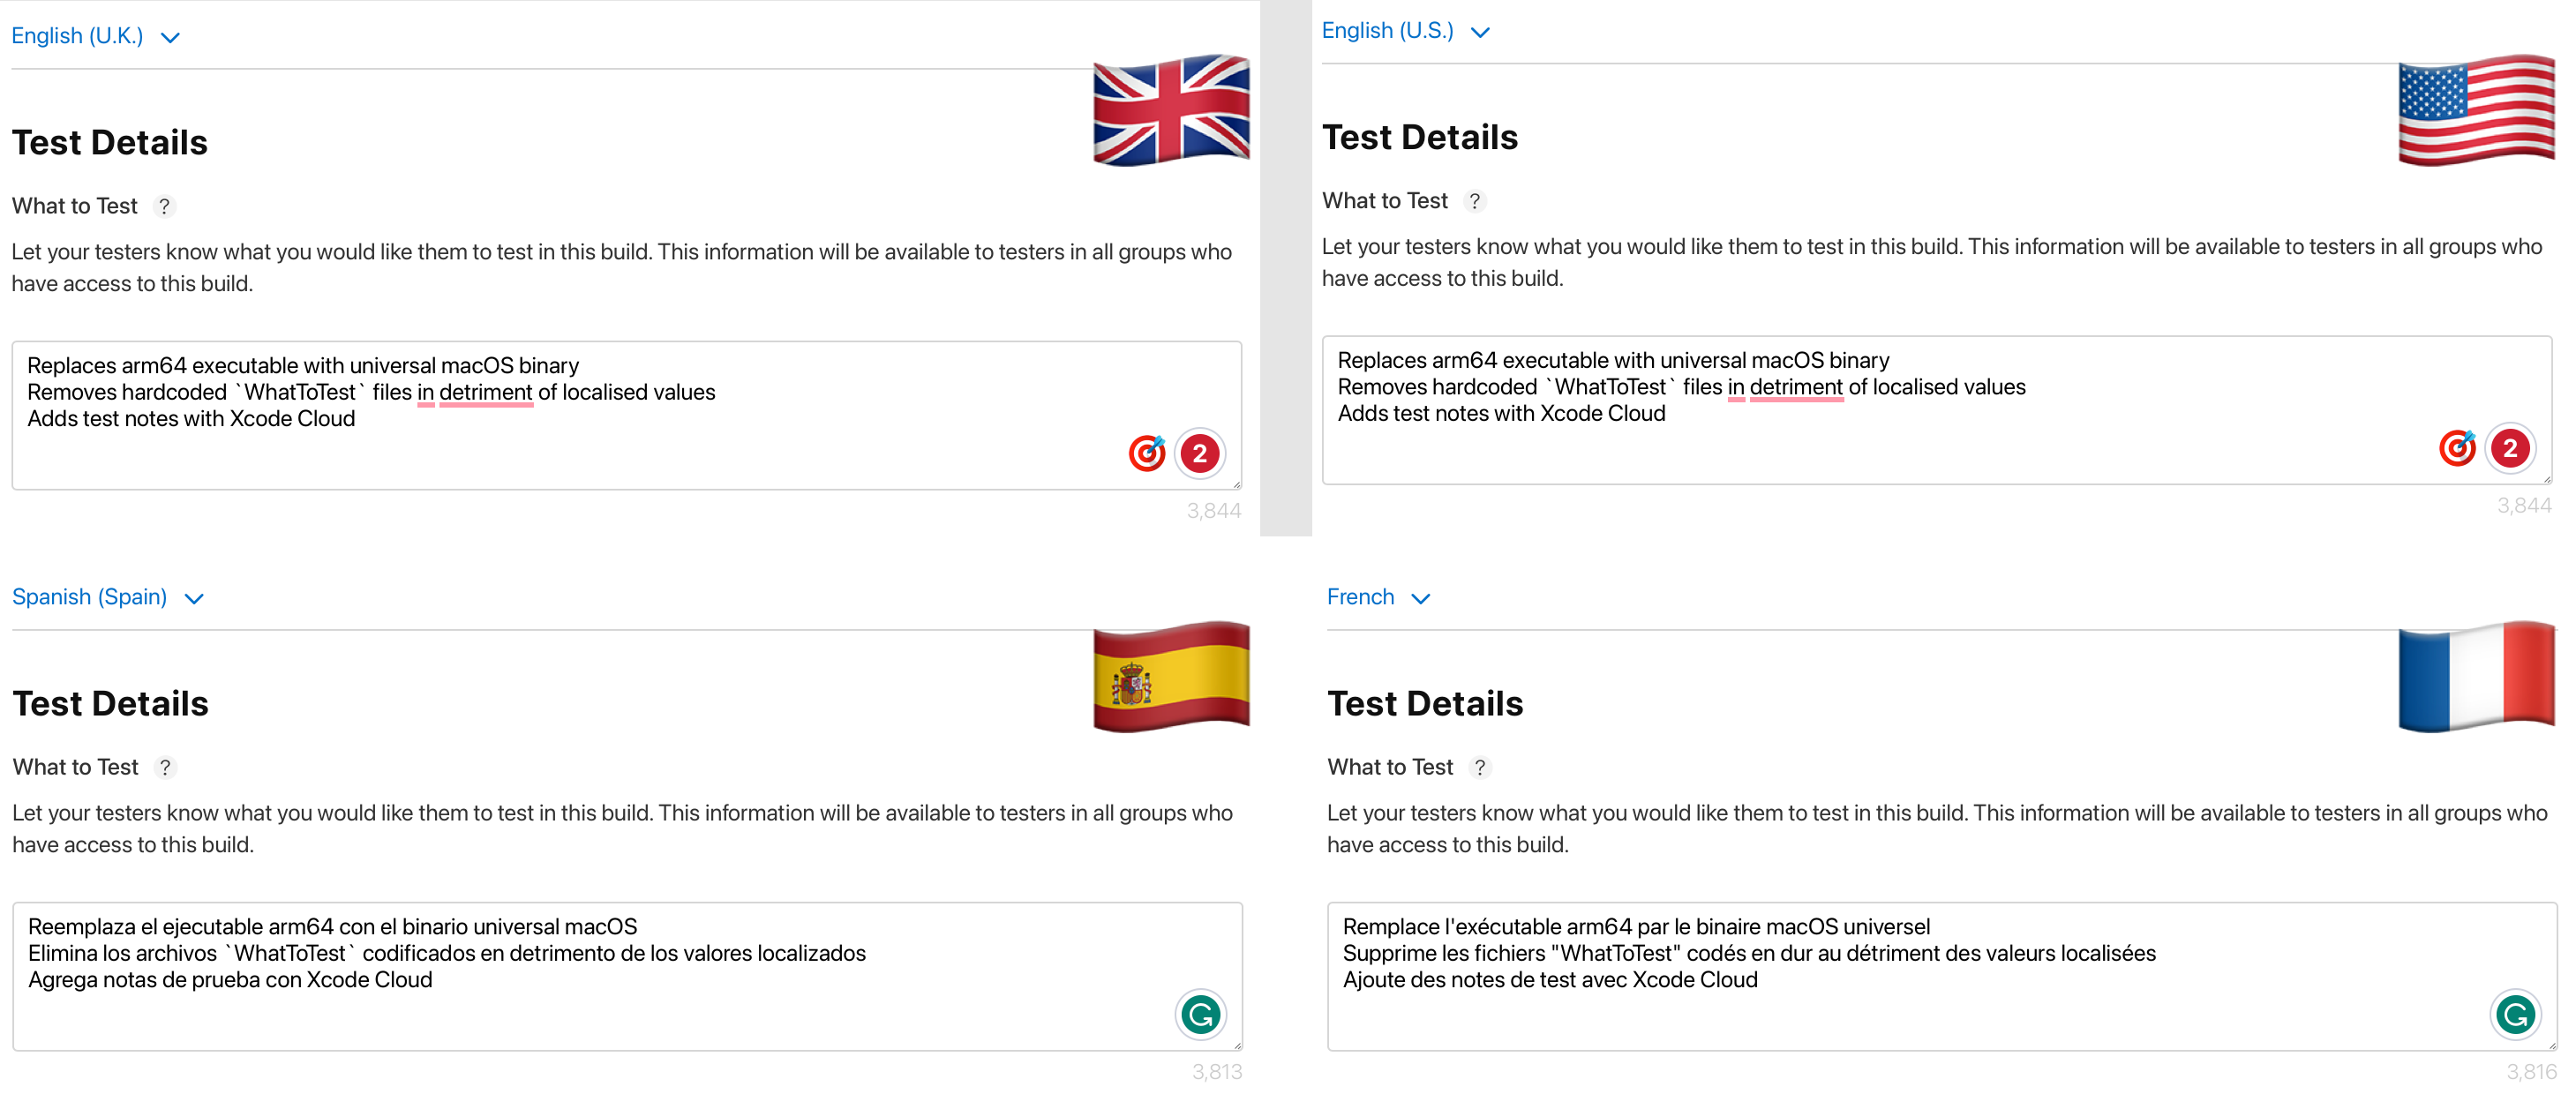 English (U.K.)
Test Details
What to Test ?
Let your testers know what you would like them to test in this build. This information will be available to testers in all groups who
have access to this build.
Replaces arm64 executable with universal macOS binary
Removes hardcoded `WhatToTest` files in detriment of localised values
Adds test notes with Xcode Cloud
2
3,844
English (U.S.)
Test Details
What to Test ?
Let your testers know what you would like them to test in this build. This information will be available to testers in all groups who
have access to this build.
Replaces arm64 executable with universal macOS binary
Removes hardcoded `WhatToTest` files in detriment of localised values
Adds test notes with Xcode Cloud
2
3,844
Spanish (Spain)
Test Details
What to Test ?
Let your testers know what you would like them to test in this build. This information will be available to testers in all groups who
have access to this build.
Reemplaza el ejecutable arm64 con el binario universal macOS
Elimina los archivos `WhatToTest` codificados en detrimento de los valores localizados
Agrega notas de prueba con Xcode Cloud
3,813
French
Test Details
What to Test ?
Let your testers know what you would like them to test in this build. This information will be available to testers in all groups who
have access to this build.
Remplace l'exécutable arm64 par le binaire macOS universel
Supprime les fichiers "WhatToTest" codés en dur au détriment des valeurs localisées
Ajoute des notes de test avec Xcode Cloud
3,816